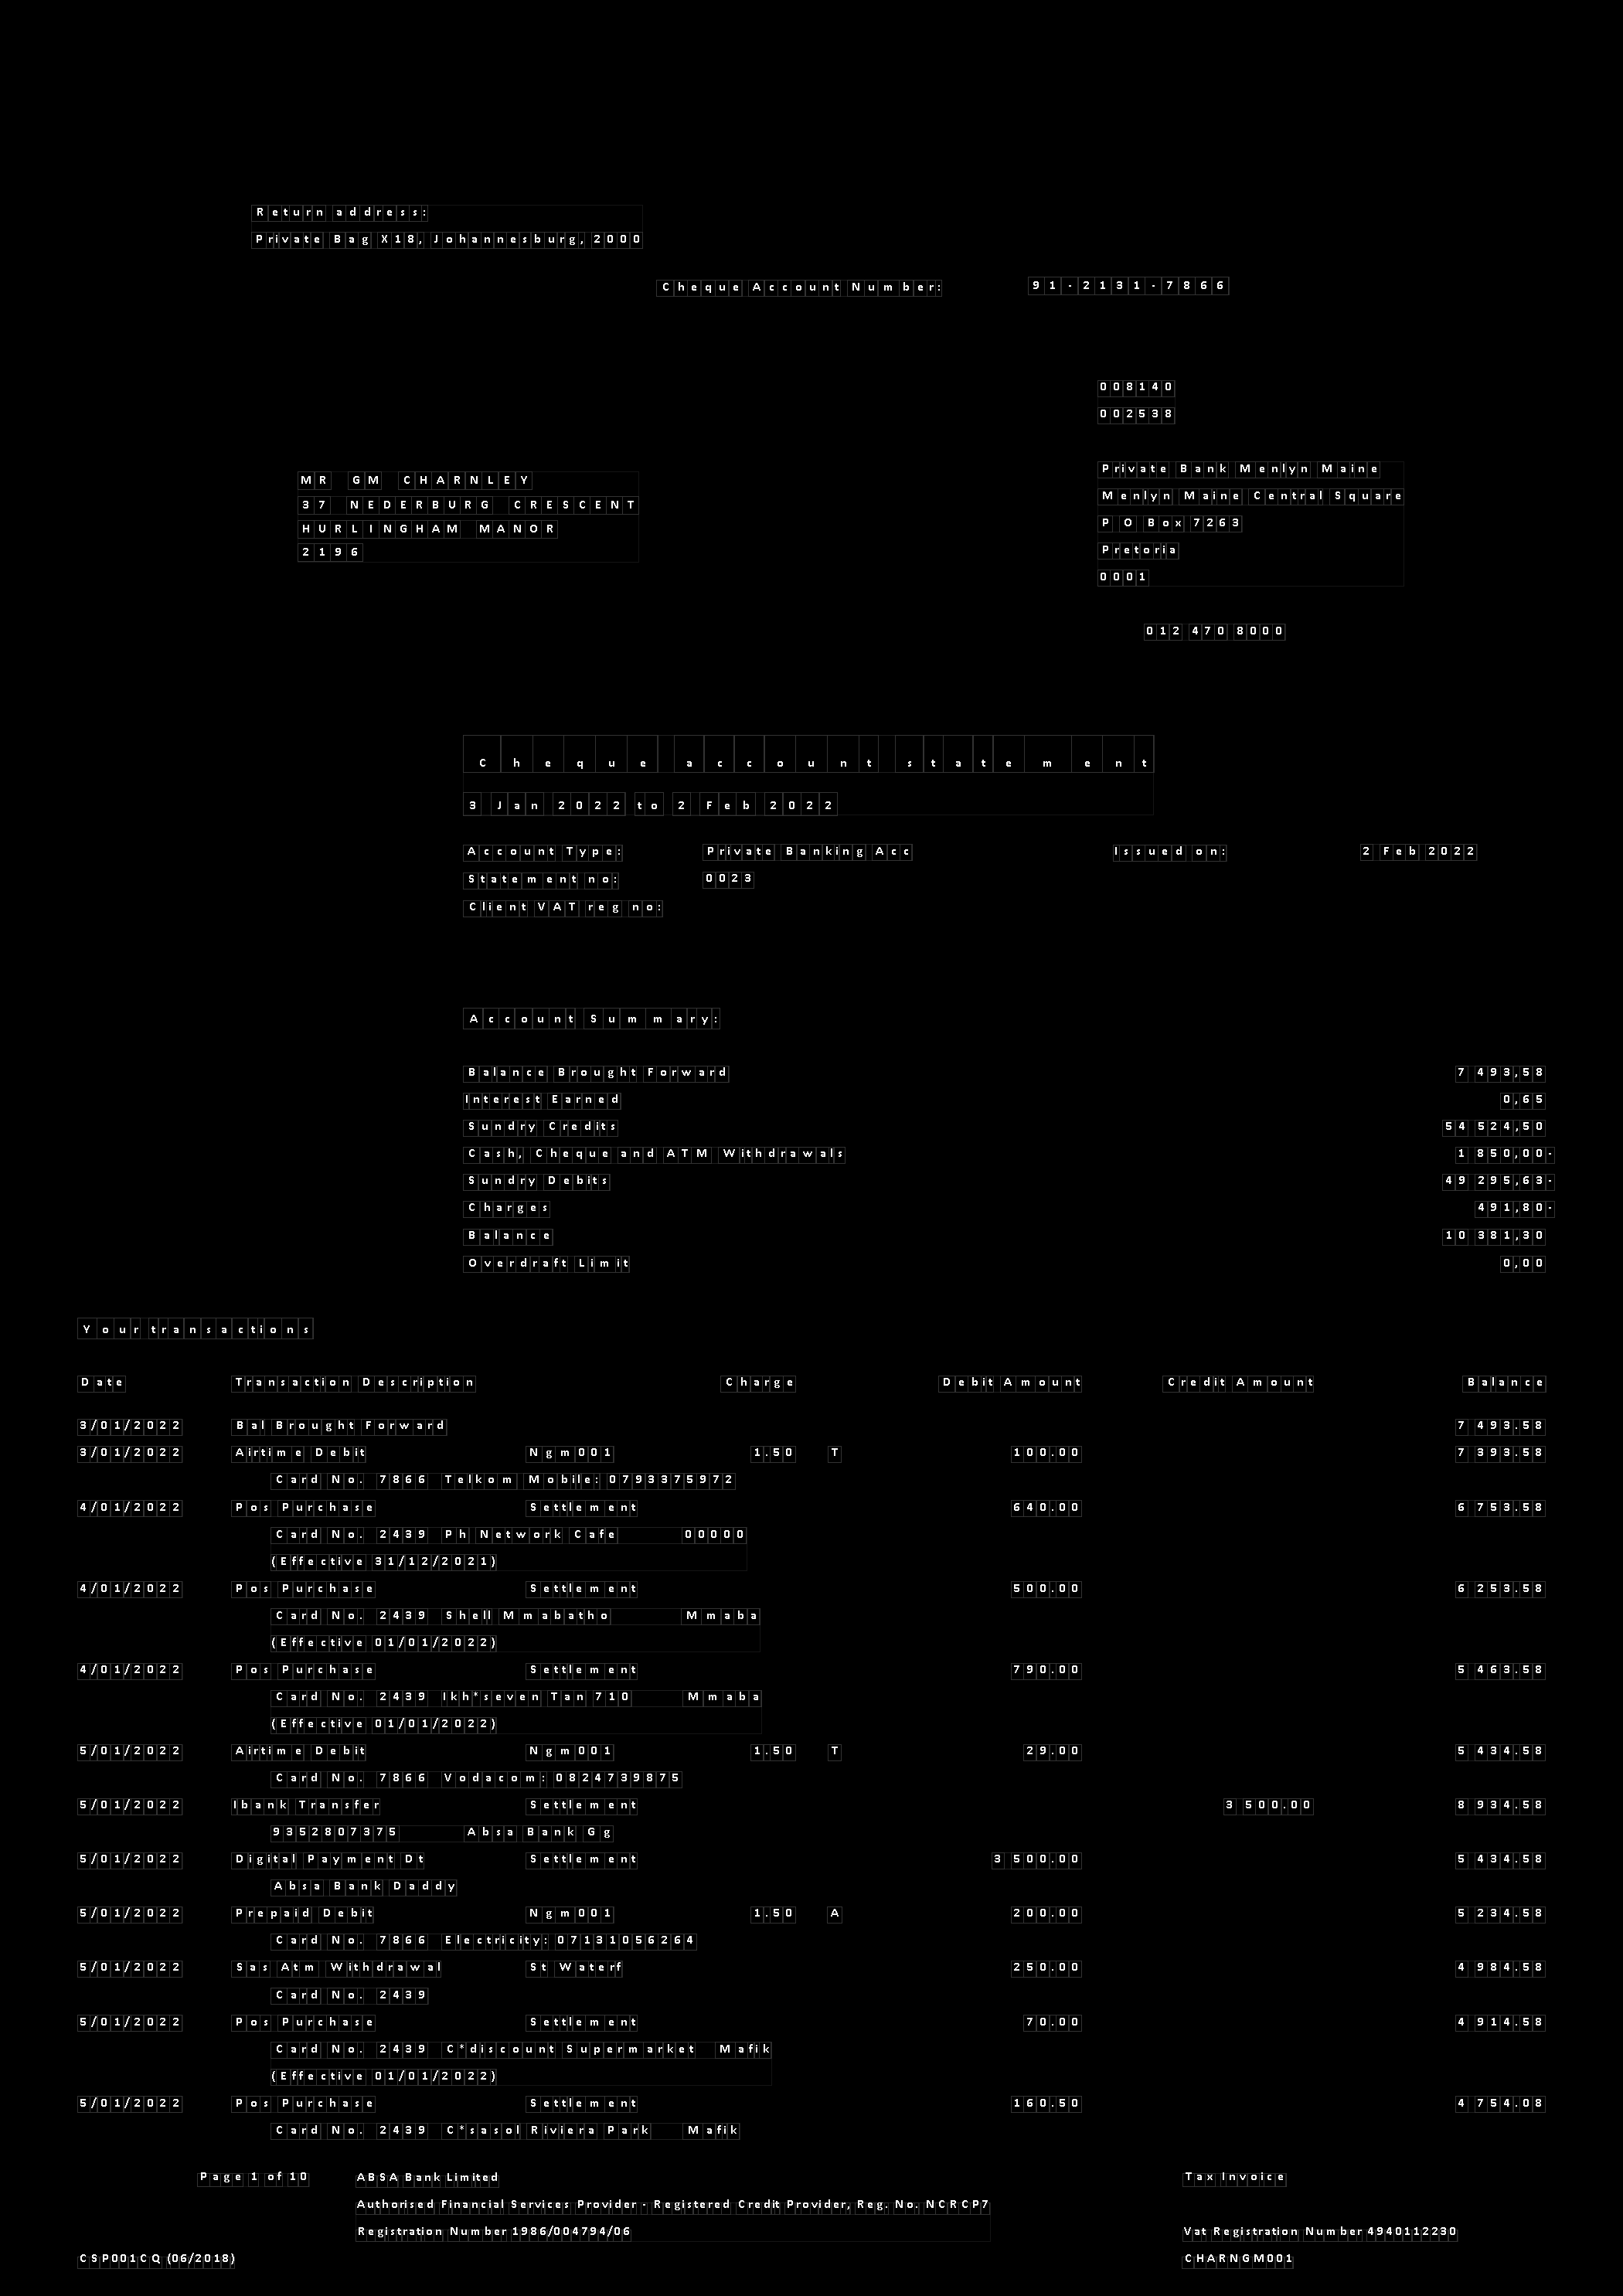 Return address:
Private Bag X18, Johannesburg, 2000
Cheque Account Number: 91-2131-7866
008140
002538
MR GM CHARNLEY
37 NEDERBURG CRESCENT
HURLINGHAM MANOR
2196
Private Bank Menlyn Maine
Menlyn Maine Central Square
P O Box 7263
Pretoria
0001
012 470 8000
Cheque account statement
3 Jan 2022 to 2 Feb 2022
Account Type: Private Banking Acc Issued on: 2 Feb 2022
Statement no: 0023
Client VAT reg no:
Account Summary:
Balance Brought Forward 7 493,58
Interest Earned 0,65
Sundry Credits 54 524,50
Cash, Cheque and ATM Withdrawals 1 850,00-
Sundry Debits 49 295,63-
Charges 491,80-
Balance 10 381,30
Overdraft Limit 0,00
Your transactions
Date Transaction Description Charge Debit Amount Credit Amount Balance
3/01/2022 Bal Brought Forward 7 493.58
3/01/2022 Airtime Debit Ngm001 1.50 T 100.00 7 393.58
Card No. 7866 Telkom Mobile: 0793375972
4/01/2022 Pos Purchase Settlement 640.00 6 753.58
Card No. 2439 Ph Network Cafe 00000
(Effective 31/12/2021)
4/01/2022 Pos Purchase Settlement 500.00 6 253.58
Card No. 2439 Shell Mmabatho Mmaba
(Effective 01/01/2022)
4/01/2022 Pos Purchase Settlement 790.00 5 463.58
Card No. 2439 Ikh*seven Tan 710 Mmaba
(Effective 01/01/2022)
5/01/2022 Airtime Debit Ngm001 1.50 T 29.00 5 434.58
Card No. 7866 Vodacom: 0824739875
5/01/2022 Ibank Transfer Settlement 3 500.00 8 934.58
9352807375 Absa Bank Gg
5/01/2022 Digital Payment Dt Settlement 3 500.00 5 434.58
Absa Bank Daddy
5/01/2022 Prepaid Debit Ngm001 1.50 A 200.00 5 234.58
Card No. 7866 Electricity: 07131056264
5/01/2022 Sas Atm Withdrawal St Waterf 250.00 4 984.58
Card No. 2439
5/01/2022 Pos Purchase Settlement 70.00 4 914.58
Card No. 2439 C*discount Supermarket Mafik
(Effective 01/01/2022)
5/01/2022 Pos Purchase Settlement 160.50 4 754.08
Card No. 2439 C*sasol Riviera Park Mafik
Page 1 of 10 ABSA Bank Limited Tax Invoice
Authorised Financial Services Provider - Registered Credit Provider, Reg. No. NCRCP7
Registration Number 1986/004794/06 Vat Registration Number 4940112230
CSP001CQ (06/2018) CHARNGM001